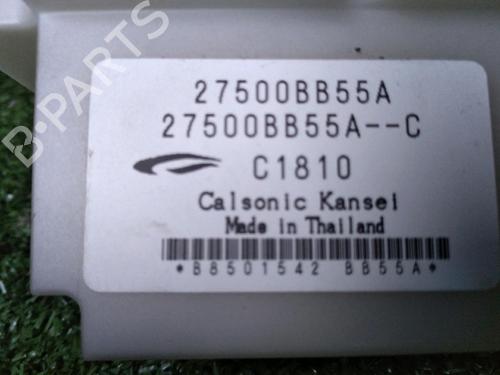 27500BB55A
27500BB55A--C
C1810
Calsonic Kansei
Made in Thailand
*B8501542 BB55A*
B-PARTS